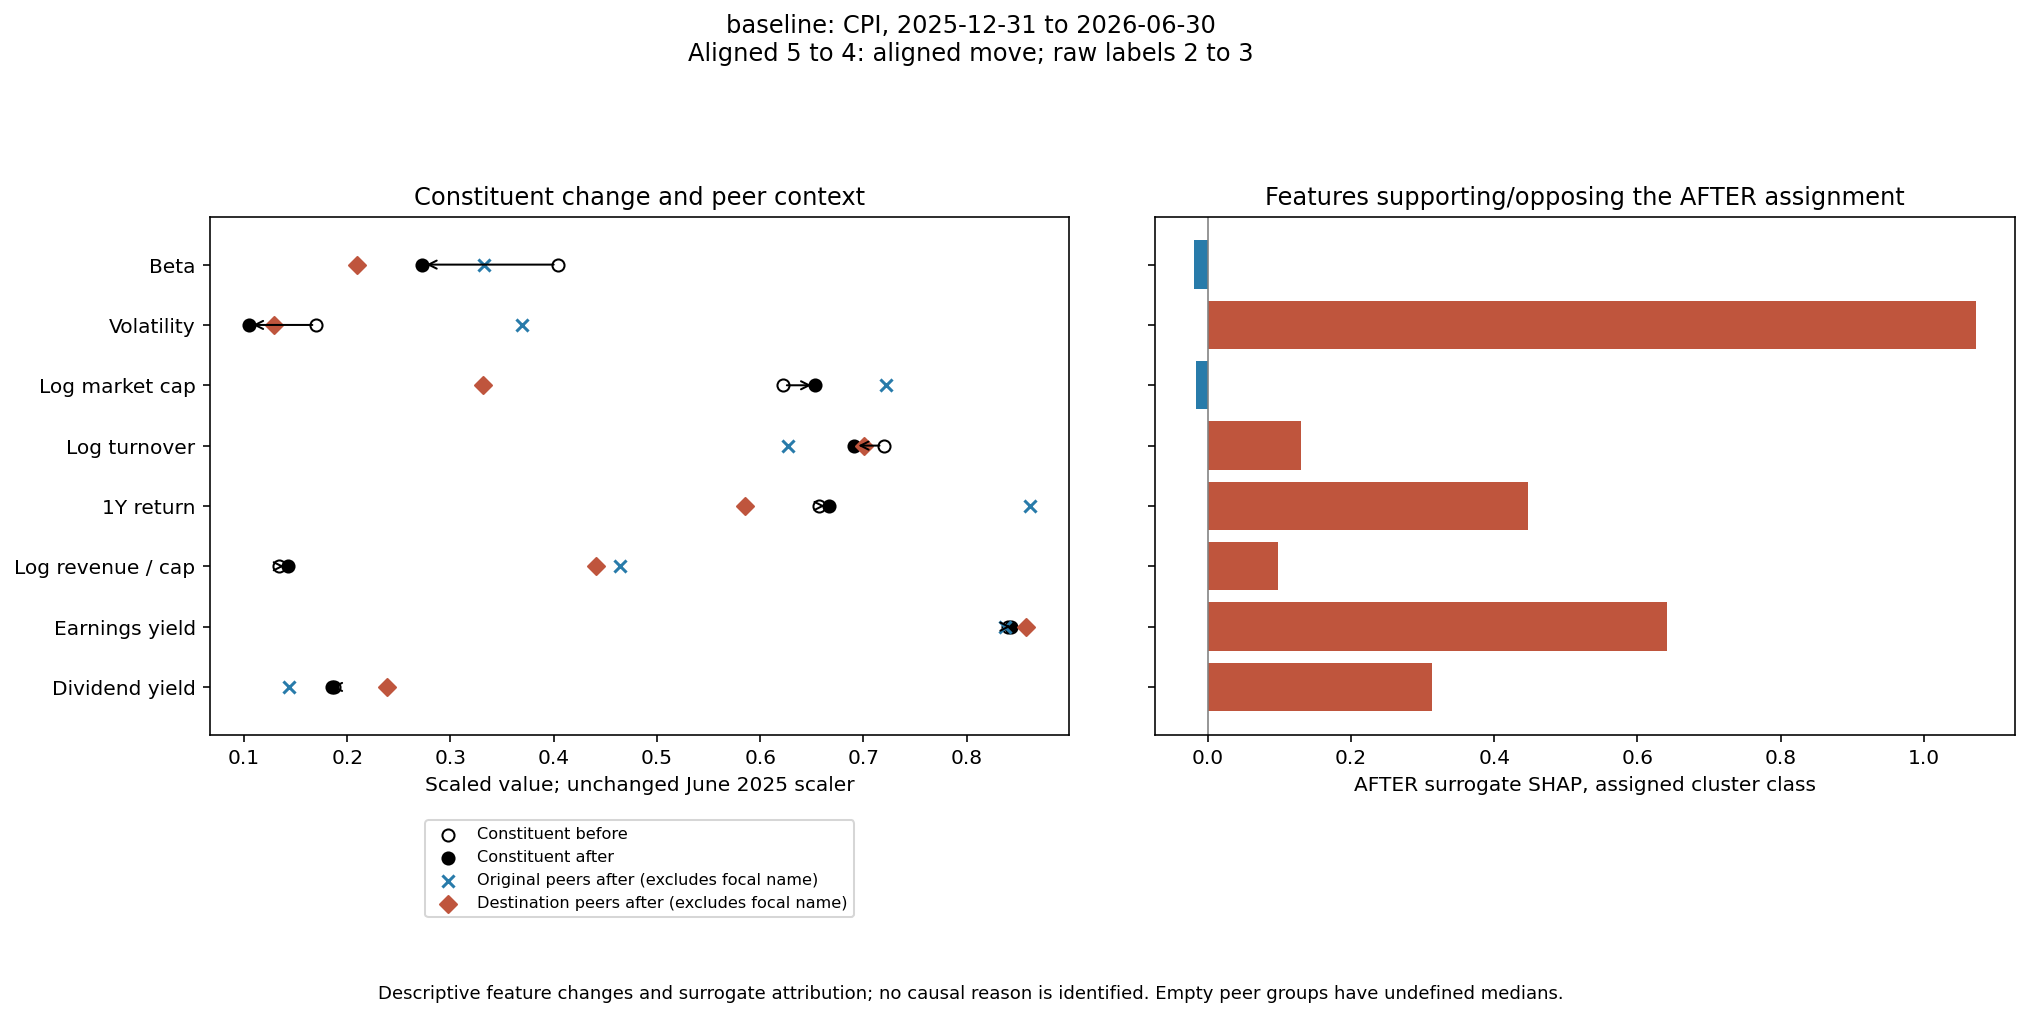 baseline: CPI, 2025-12-31 to 2026-06-30
Aligned 5 to 4: aligned move; raw labels 2 to 3
Constituent change and peer context
Beta
Volatility
Log market cap
Log turnover
1Y return
Log revenue / cap
Earnings yield
Dividend yield
0.1 0.2 0.3 0.4 0.5 0.6 0.7 0.8
Scaled value; unchanged June 2025 scaler
Constituent before
Constituent after
Original peers after (excludes focal name)
Destination peers after (excludes focal name)
Features supporting/opposing the AFTER assignment
0.0 0.2 0.4 0.6 0.8 1.0
AFTER surrogate SHAP, assigned cluster class
Descriptive feature changes and surrogate attribution; no causal reason is identified. Empty peer groups have undefined medians.